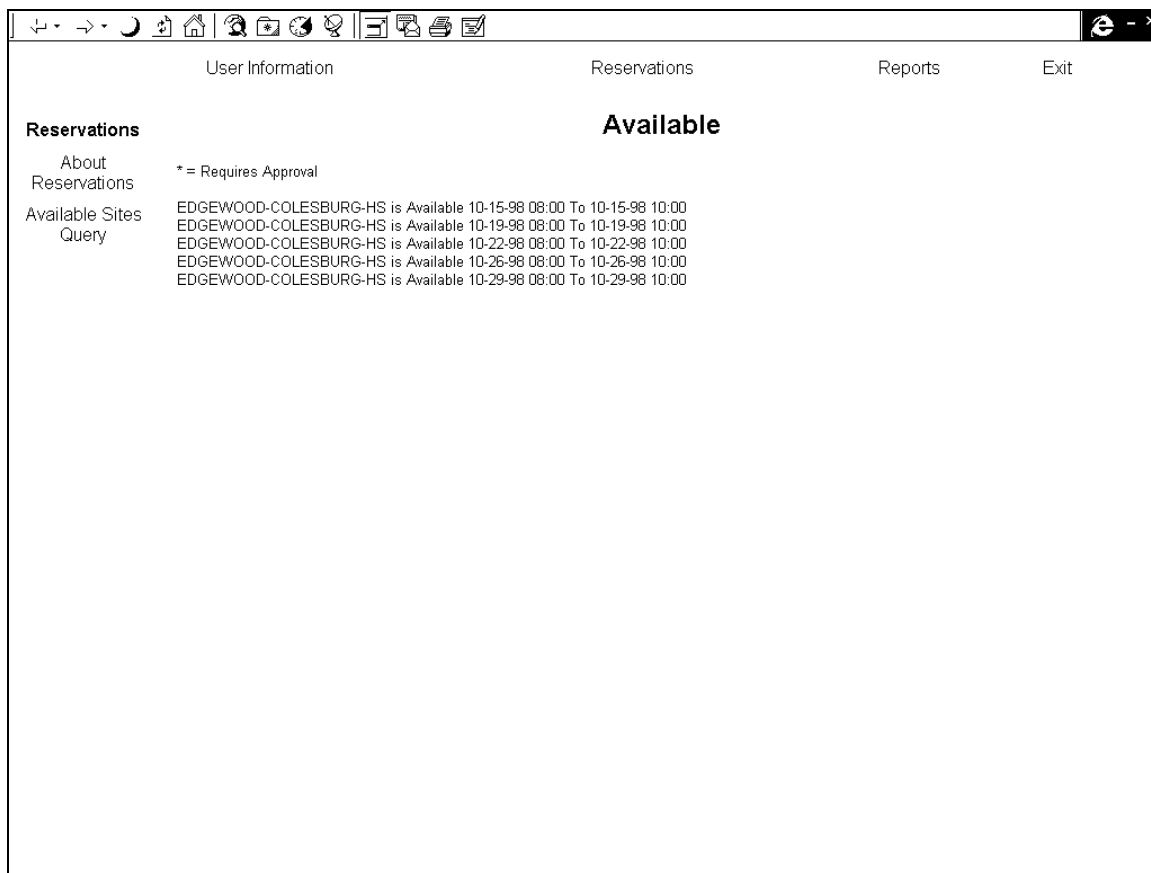 User Information Reservations Reports Exit
Reservations
About
Reservations
Available Sites
Query
Available
* = Requires Approval
EDGEWOOD-COLESBURG-HS is Available 10-15-98 08:00 To 10-15-98 10:00
EDGEWOOD-COLESBURG-HS is Available 10-19-98 08:00 To 10-19-98 10:00
EDGEWOOD-COLESBURG-HS is Available 10-22-98 08:00 To 10-22-98 10:00
EDGEWOOD-COLESBURG-HS is Available 10-26-98 08:00 To 10-26-98 10:00
EDGEWOOD-COLESBURG-HS is Available 10-29-98 08:00 To 10-29-98 10:00